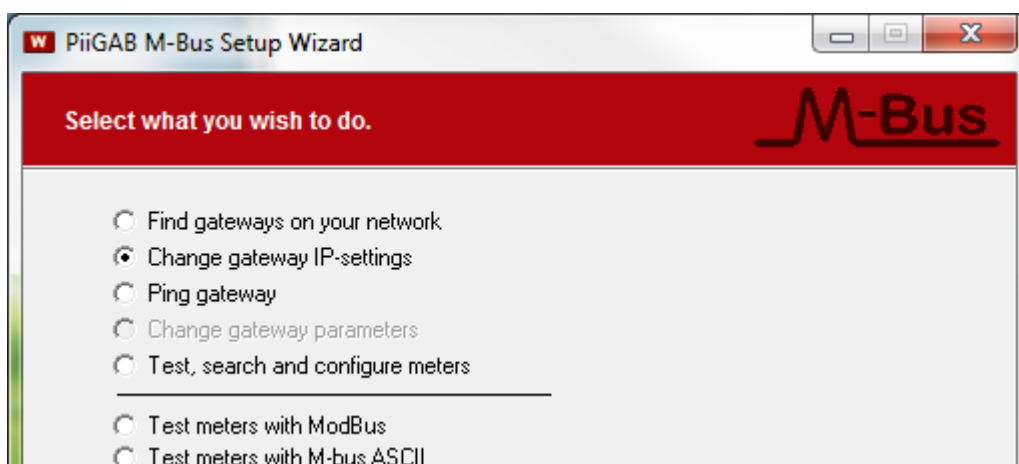 W PiiGAB M-Bus Setup Wizard
Select what you wish to do.
M-Bus
Find gateways on your network
Change gateway IP-settings
Ping gateway
Change gateway parameters
Test, search and configure meters
Test meters with ModBus
Test meters with M-bus ASCII